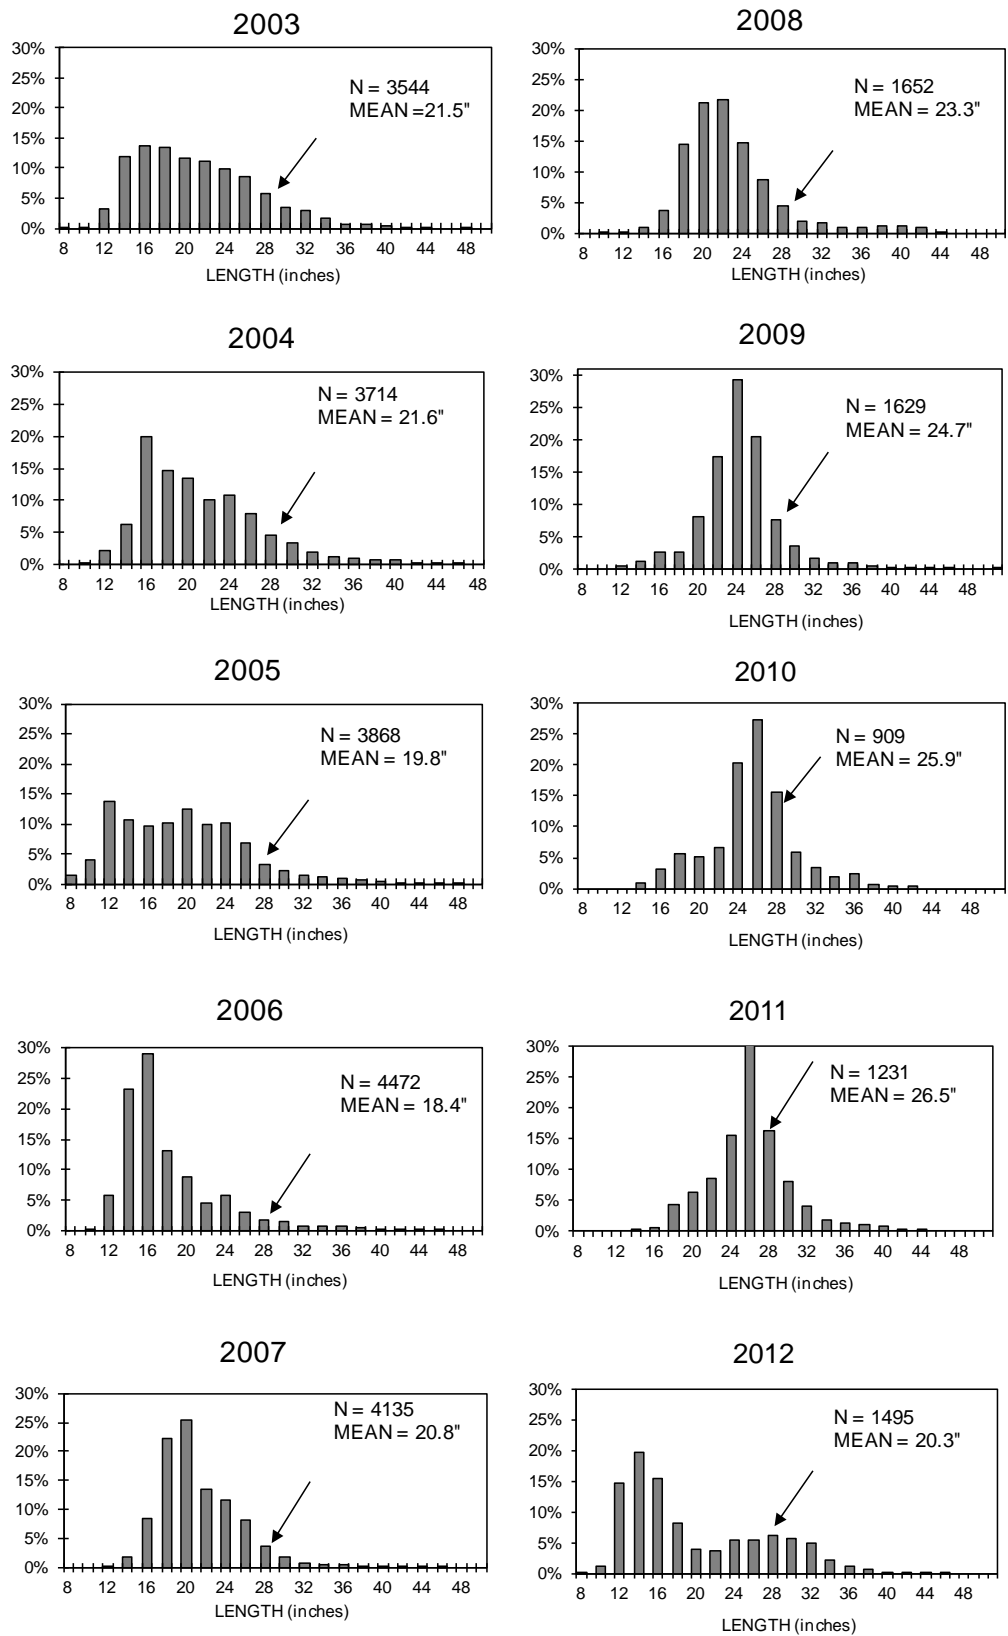 2003
30%
25%
20%
15%
10%
5%
0%
N = 3544
MEAN =21.5"
8 12 16 20 24 28 32 36 40 44 48
LENGTH (inches)
2004
30%
25%
20%
15%
10%
5%
0%
N = 3714
MEAN = 21.6"
8 12 16 20 24 28 32 36 40 44 48
LENGTH (inches)
2005
30%
25%
20%
15%
10%
5%
0%
N = 3868
MEAN = 19.8"
8 12 16 20 24 28 32 36 40 44 48
LENGTH (inches)
2006
30%
25%
20%
15%
10%
5%
0%
N = 4472
MEAN = 18.4"
8 12 16 20 24 28 32 36 40 44 48
LENGTH (inches)
2007
30%
25%
20%
15%
10%
5%
0%
N = 4135
MEAN = 20.8"
8 12 16 20 24 28 32 36 40 44 48
LENGTH (inches)
2008
30%
25%
20%
15%
10%
5%
0%
N = 1652
MEAN = 23.3"
8 12 16 20 24 28 32 36 40 44 48
LENGTH (inches)
2009
30%
25%
20%
15%
10%
5%
0%
N = 1629
MEAN = 24.7"
8 12 16 20 24 28 32 36 40 44 48
LENGTH (inches)
2010
30%
25%
20%
15%
10%
5%
0%
N = 909
MEAN = 25.9"
8 12 16 20 24 28 32 36 40 44 48
LENGTH (inches)
2011
30%
25%
20%
15%
10%
5%
0%
N = 1231
MEAN = 26.5"
8 12 16 20 24 28 32 36 40 44 48
LENGTH (inches)
2012
30%
25%
20%
15%
10%
5%
0%
N = 1495
MEAN = 20.3"
8 12 16 20 24 28 32 36 40 44 48
LENGTH (inches)